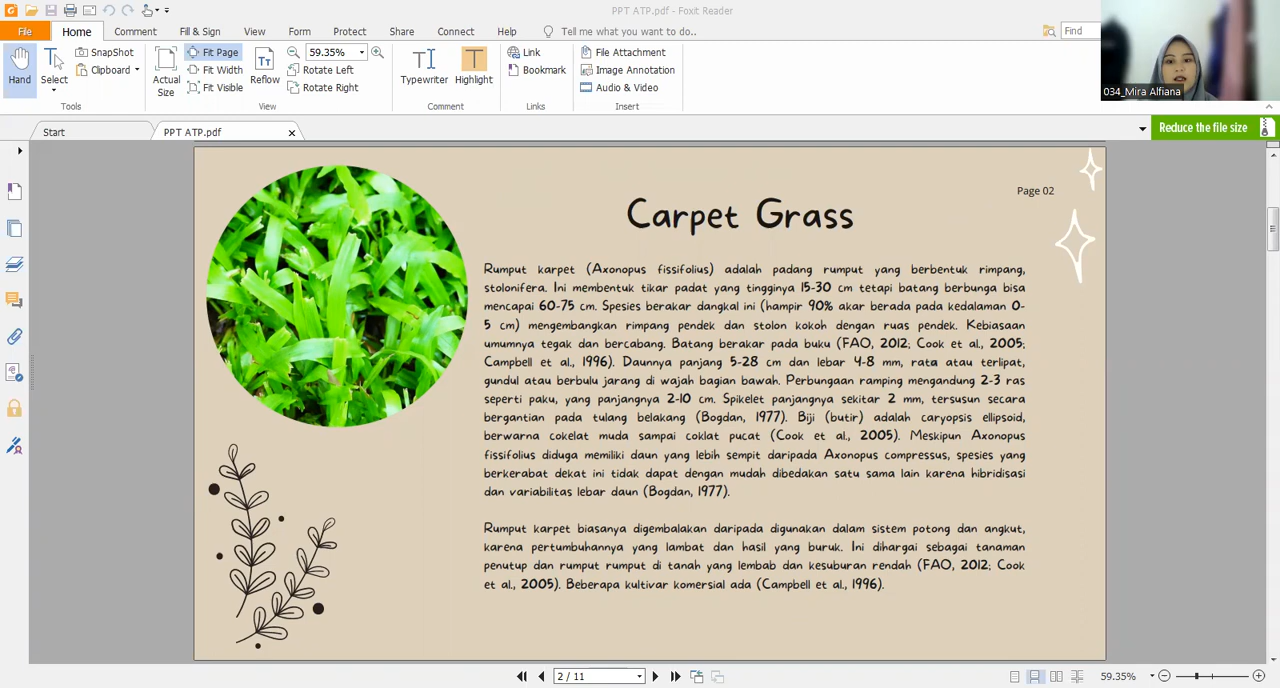 PPT ATP.pdf - Foxit Reader
File Home Comment View Form Protect Share Connect Help Tell me what you want to do.. Find
Fill & Sign
Hand
Select
SnapShot
Clipboard
Actual Size
Fit Page
Fit Width
Fit Visible
Reflow
59.35%
Rotate Left
Rotate Right
Typewriter
Highlight
Link
Bookmark
File Attachment
Image Annotation
Audio & Video
Tools View Comment Links Insert
034_Mira Alfiana
Start PPT ATP.pdf
Reduce the file size
Page 02
Carpet Grass
Rumput karpet (Axonopus fissifolius) adalah padang rumput yang berbentuk rimpang,
stolonifera. Ini membentuk tikar padat yang tingginya 15-30 cm tetapi batang berbunga bisa
mencapai 60-75 cm. Spesies berakar dangkal ini (hampir 90% akar berada pada kedalaman 0-
5 cm) mengembangkan rimpang pendek dan stolon kokoh dengan ruas pendek. Kebiasaan
umumnya tegak dan bercabang. Batang berakar pada buku (FAO, 2012; Cook et al., 2005;
Campbell et al., 1996). Daunnya panjang 5-28 cm dan lebar 4-8 mm, rata atau terlipat,
gundul atau berbulu jarang di wajah bagian bawah. Perbungaan ramping mengandung 2-3 ras
seperti paku, yang panjangnya 2-10 cm. Spikelet panjangnya sekitar 2 mm, tersusun secara
bergantian pada tulang belakang (Bogdan, 1977). Biji (butir) adalah caryopsis ellipsoid,
berwarna cokelat muda sampai coklat pucat (Cook et al., 2005). Meskipun Axonopus
fissifolius diduga memiliki daun yang lebih sempit daripada Axonopus compressus, spesies yang
berkerabat dekat ini tidak dapat dengan mudah dibedakan satu sama lain karena hibridisasi
dan variabilitas lebar daun (Bogdan, 1977).
Rumput karpet biasanya digembalakan daripada digunakan dalam sistem potong dan angkut,
karena pertumbuhannya yang lambat dan hasil yang buruk. Ini dihargai sebagai tanaman
penutup dan rumput rumput di tanah yang lembab dan kesuburan rendah (FAO, 2012; Cook
et al., 2005). Beberapa kultivar komersial ada (Campbell et al., 1996).
2 / 11
59.35%